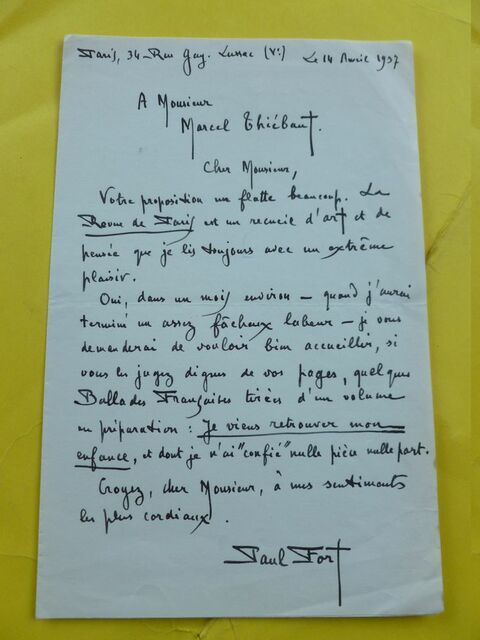 Paris, 34 - Rue Gay-Lussac (Ve) Le 14 Avril 1937
A Monsieur
Marcel Thiébaut.
Cher Monsieur,
Votre proposition me flatte beaucoup. La
Revue de Paris est un recueil d'art et de
pensée que je lis toujours avec un extrême
plaisir.
Oui, dans un mois environ – quand j'aurai
terminé un assez fâcheux labeur – je vous
demanderai de vouloir bien accueillir, si
vous les jugez dignes de vos pages, quelques
Ballades Françaises tirées d'un volume
en préparation : Je viens retrouver mon
enfance, et dont je n'ai "confié" nulle pièce nulle part.
Croyez, cher Monsieur, à mes sentiments
les plus cordiaux.
Paul Fort